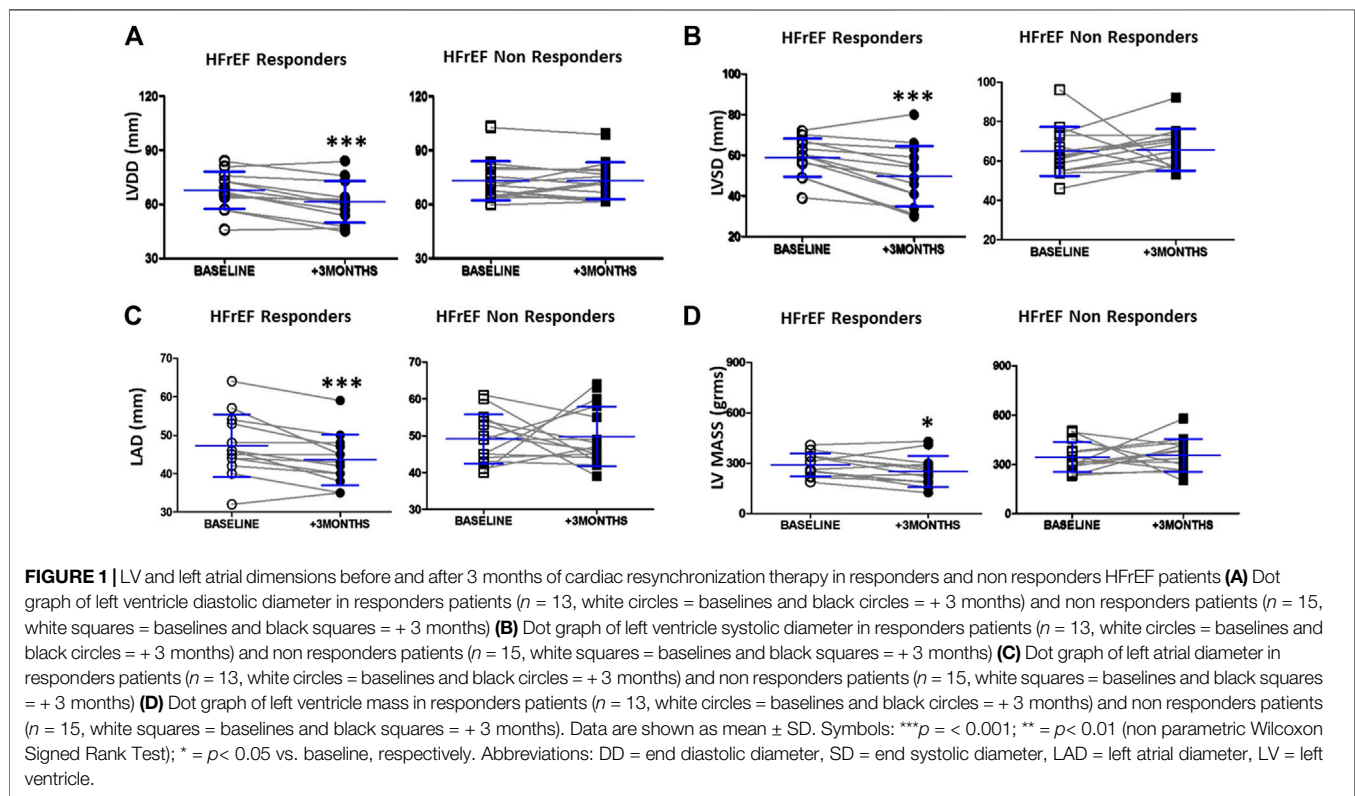 A
HFrEF Responders
HFrEF Non Responders
LVDD (mm)
120
90
60
30
***
BASELINE
+3MONTHS
120
90
60
30
BASELINE
+3MONTHS
B
HFrEF Responders
HFrEF Non Responders
LVSD (mm)
100
80
60
40
20
***
BASELINE
+3MONTHS
100
80
60
40
20
BASELINE
+3MONTHS
C
HFrEF Responders
HFrEF Non Responders
LAD (mm)
70
60
50
40
30
***
BASELINE
+3MONTHS
70
60
50
40
30
BASELINE
+3MONTHS
D
HFrEF Responders
HFrEF Non Responders
LV MASS (grms)
900
600
300
0
*
BASELINE
+3MONTHS
900
600
300
0
BASELINE
+3MONTHS
FIGURE 1 | LV and left atrial dimensions before and after 3 months of cardiac resynchronization therapy in responders and non responders HFrEF patients (A) Dot
graph of left ventricle diastolic diameter in responders patients (n = 13, white circles = baselines and black circles = + 3 months) and non responders patients (n = 15,
white squares = baselines and black squares = + 3 months) (B) Dot graph of left ventricle systolic diameter in responders patients (n = 13, white circles = baselines and
black circles = + 3 months) and non responders patients (n = 15, white squares = baselines and black squares = + 3 months) (C) Dot graph of left atrial diameter in
responders patients (n = 13, white circles = baselines and black circles = + 3 months) and non responders patients (n = 15, white squares = baselines and black squares
= + 3 months) (D) Dot graph of left ventricle mass in responders patients (n = 13, white circles = baselines and black circles = + 3 months) and non responders patients
(n = 15, white squares = baselines and black squares = + 3 months). Data are shown as mean ± SD. Symbols: ***p = < 0.001; ** = p< 0.01 (non parametric Wilcoxon
Signed Rank Test); * = p< 0.05 vs. baseline, respectively. Abbreviations: DD = end diastolic diameter, SD = end systolic diameter, LAD = left atrial diameter, LV = left
ventricle.